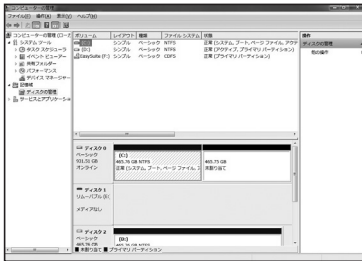 コンピューターの管理
ファイル(F) 操作(A) 表示(V) ヘルプ(H)
コンピューターの管理 (ローカ
システム ツール
タスク スケジューラ
イベント ビューアー
共有フォルダー
パフォーマンス
デバイス マネージャー
記憶域
ディスクの管理
サービスとアプリケーショ
ボリューム レイアウト 種類 ファイル システム 状態
シンプル ベーシック NTFS 正常 (システム, ブート, ページ ファイル, アクテ
(D:) シンプル ベーシック NTFS 正常 (アクティブ, プライマリ パーティション)
EasySuite (F:) シンプル ベーシック CDFS 正常 (プライマリ パーティション)
操作
ディスクの管理
他の操作
ディスク 0
ベーシック
931.51 GB
オンライン
(C:)
465.76 GB NTFS
正常 (システム, ブート, ページ ファイル, ア
465.75 GB
未割り当て
ディスク 1
リムーバブル (E:)
メディアなし
ディスク 2
ベーシック
465.76 GB
(D:)
465.76 GB NTFS
未割り当て プライマリ パーティション